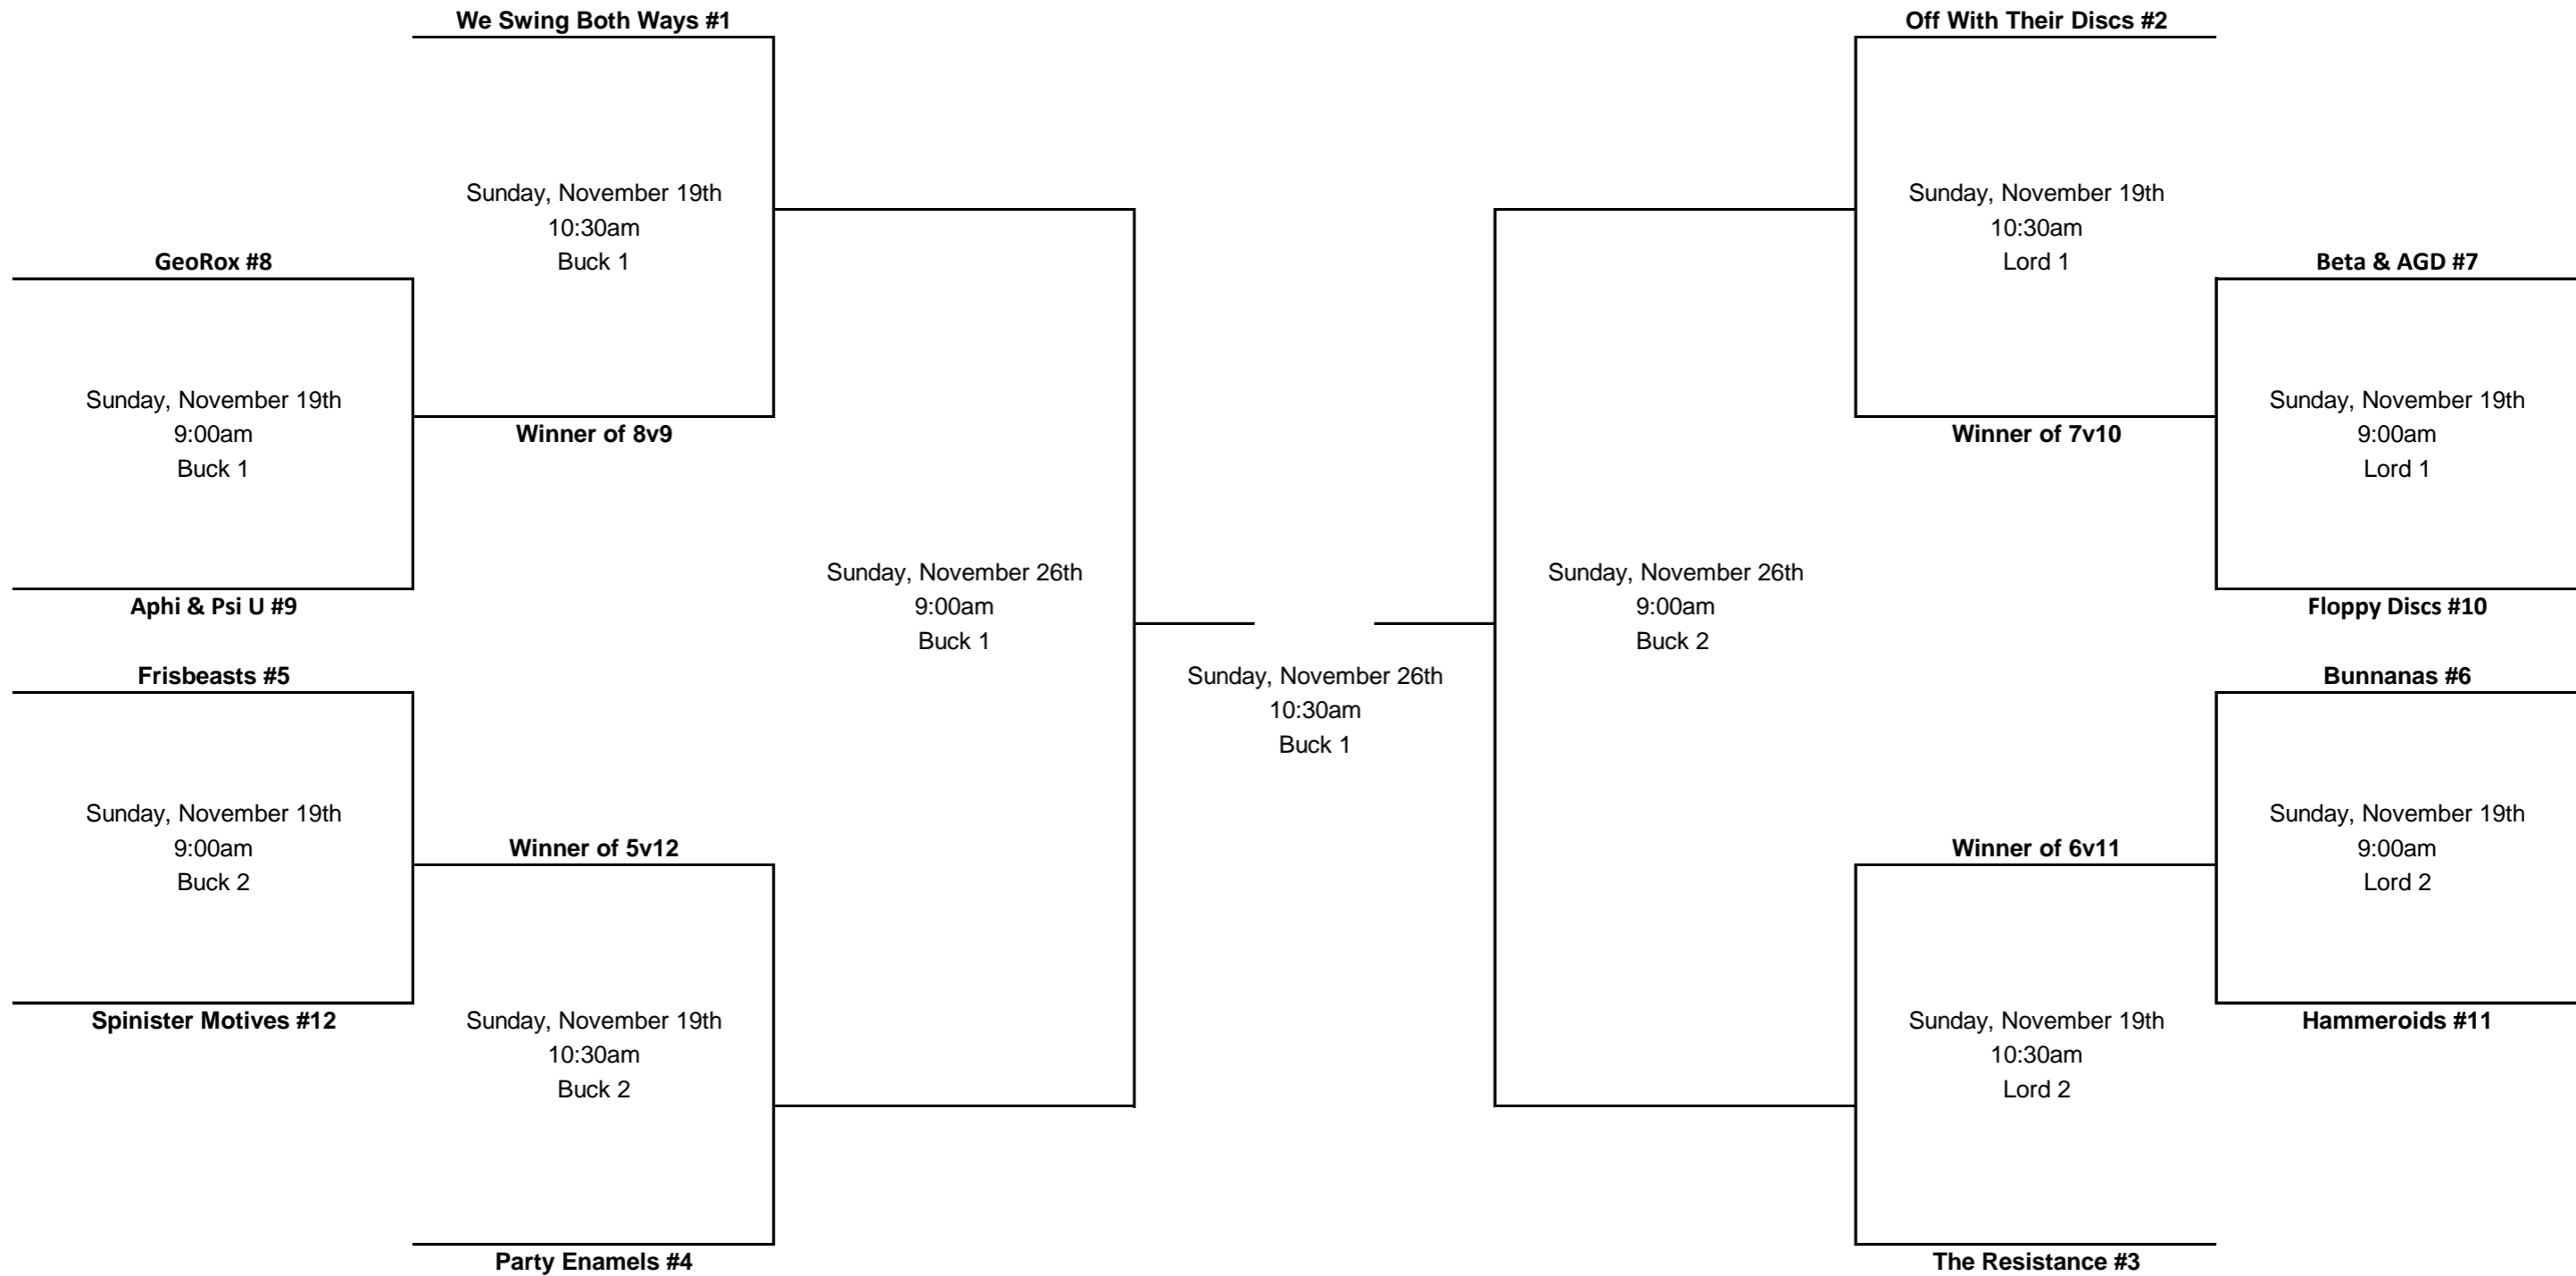 We Swing Both Ways #1
Off With Their Discs #2
Sunday, November 19th
10:30am
Buck 1
Sunday, November 19th
10:30am
Lord 1
GeoRox #8
Beta & AGD #7
Sunday, November 19th
9:00am
Buck 1
Winner of 8v9
Winner of 7v10
Sunday, November 19th
9:00am
Lord 1
Aphi & Psi U #9
Sunday, November 26th
9:00am
Buck 1
Sunday, November 26th
9:00am
Buck 2
Floppy Discs #10
Frisbeasts #5
Sunday, November 26th
10:30am
Buck 1
Bunnanas #6
Sunday, November 19th
9:00am
Buck 2
Winner of 5v12
Winner of 6v11
Sunday, November 19th
9:00am
Lord 2
Spinister Motives #12
Sunday, November 19th
10:30am
Buck 2
Sunday, November 19th
10:30am
Lord 2
Hammeroids #11
Party Enamels #4
The Resistance #3